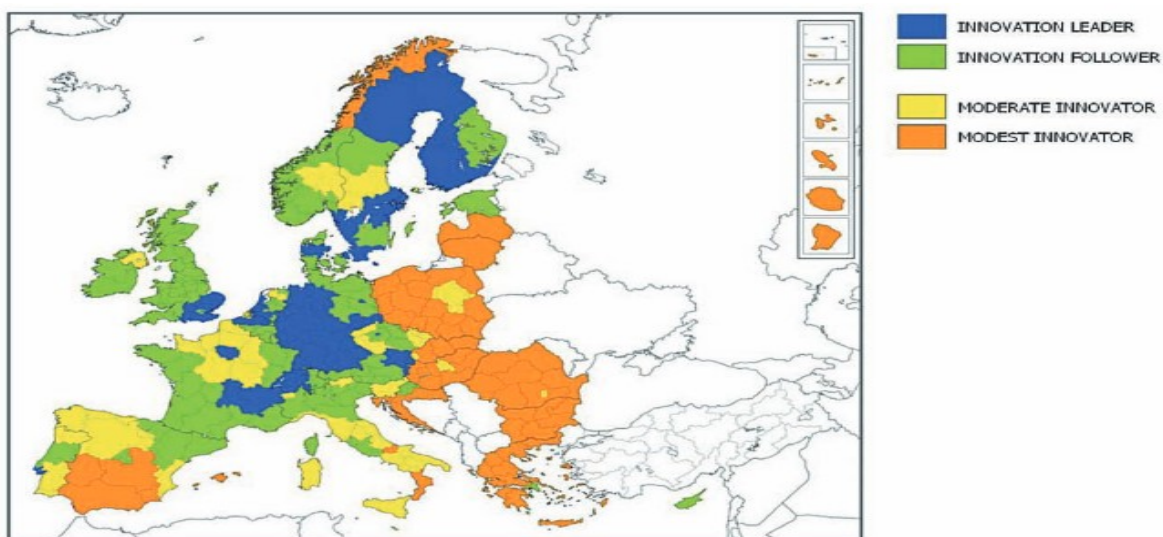 INNOVATION LEADER
INNOVATION FOLLOWER
MODERATE INNOVATOR
MODEST INNOVATOR